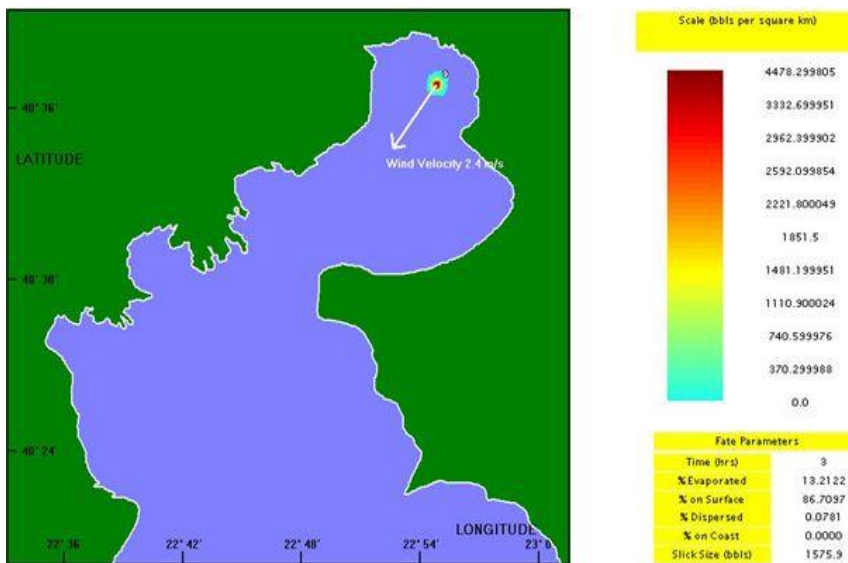 40° 36'
LATITUDE
Wind Velocity 2.4 m/s
40° 30'
40° 24'
LONGITUDE
22° 36' 22° 42' 22° 48' 22° 54' 23° 0
Scale (bbls per square km)
4478.299805
3332.699951
2962.399902
2592.099854
2221.800049
1851.5
1481.199951
1110.900024
740.599976
370.299988
0.0
Fate Parameters
Time (hrs) 3
% Evaporated 13.2122
% on Surface 86.7097
% Dispersed 0.0781
% on Coast 0.0000
Slick Size (bbls) 1575.9